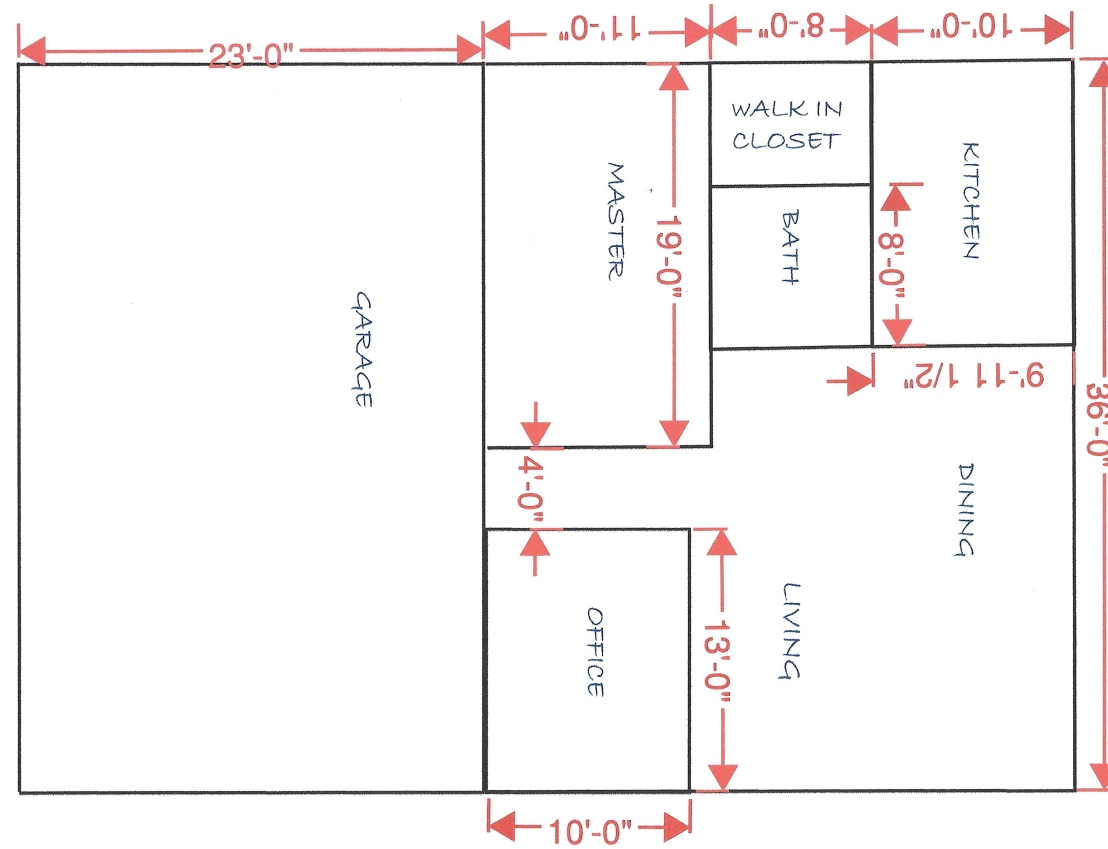 23'-0"
11'-0"
8'-0"
10'-0"
WALK IN
CLOSET
KITCHEN
MASTER
19'-0"
BATH
8'-0"
GARAGE
9'-11 1/2"
36'-0"
4'-0"
DINING
OFFICE
13'-0"
LIVING
10'-0"